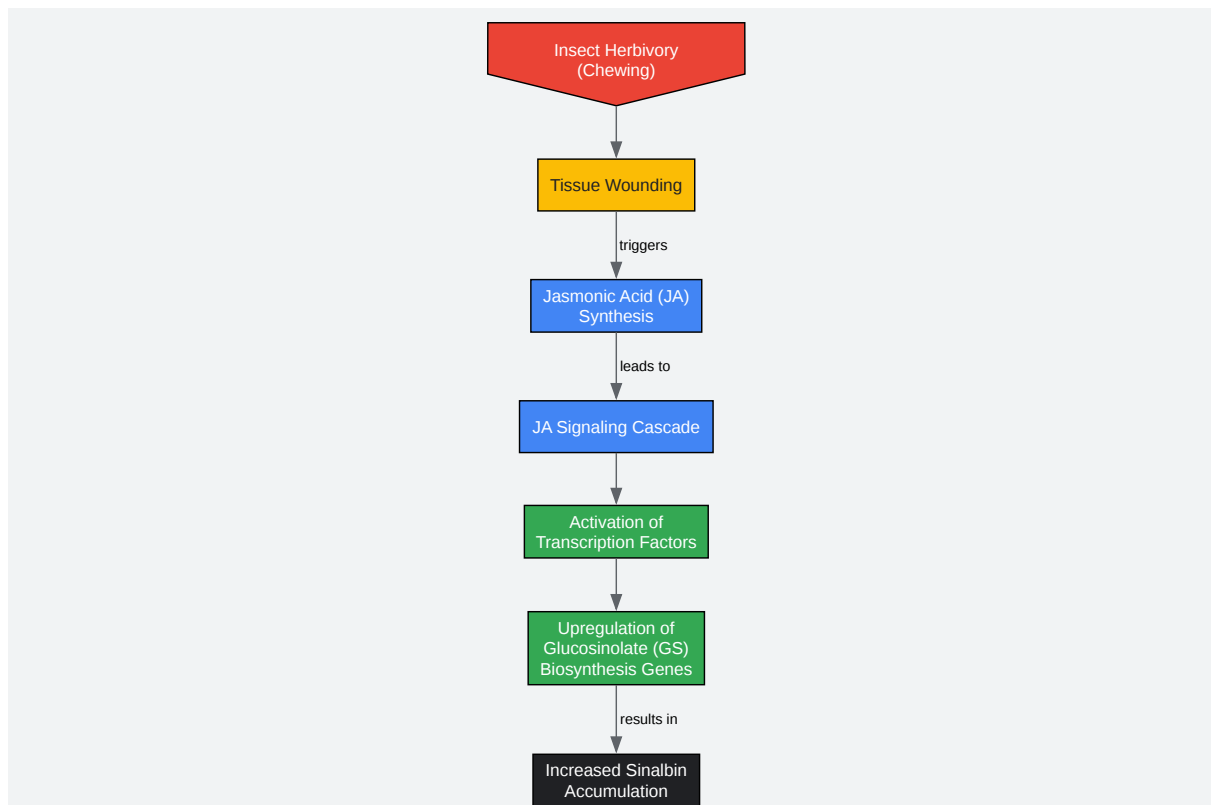 Insect Herbivory
(Chewing)
Tissue Wounding
triggers
Jasmonic Acid (JA)
Synthesis
leads to
JA Signaling Cascade
Activation of
Transcription Factors
Upregulation of
Glucosinolate (GS)
Biosynthesis Genes
results in
Increased Sinalbin
Accumulation